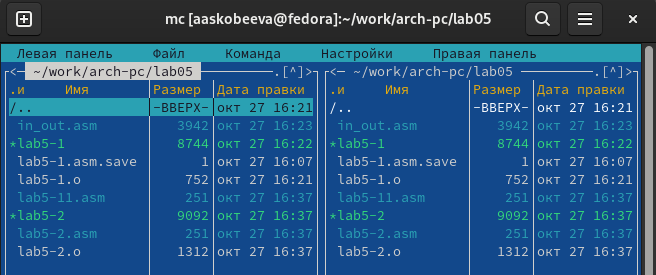 mc [aaskobeeva@fedora]:~/work/arch-pc/lab05
Левая панель Файл Команда Настройки Правая панель
<─ ~/work/arch-pc/lab05 ─.[^]> <─ ~/work/arch-pc/lab05 ─.[^]>
.и Имя Размер Дата правки .и Имя Размер Дата правки
/.. -ВВЕРХ- окт 27 16:21 /.. -ВВЕРХ- окт 27 16:21
in_out.asm 3942 окт 27 16:23 in_out.asm 3942 окт 27 16:23
*lab5-1 8744 окт 27 16:22 *lab5-1 8744 окт 27 16:22
lab5-1.asm.save 1 окт 27 16:07 lab5-1.asm.save 1 окт 27 16:07
lab5-1.o 752 окт 27 16:21 lab5-1.o 752 окт 27 16:21
lab5-11.asm 251 окт 27 16:37 lab5-11.asm 251 окт 27 16:37
*lab5-2 9092 окт 27 16:37 *lab5-2 9092 окт 27 16:37
lab5-2.asm 251 окт 27 16:37 lab5-2.asm 251 окт 27 16:37
lab5-2.o 1312 окт 27 16:37 lab5-2.o 1312 окт 27 16:37